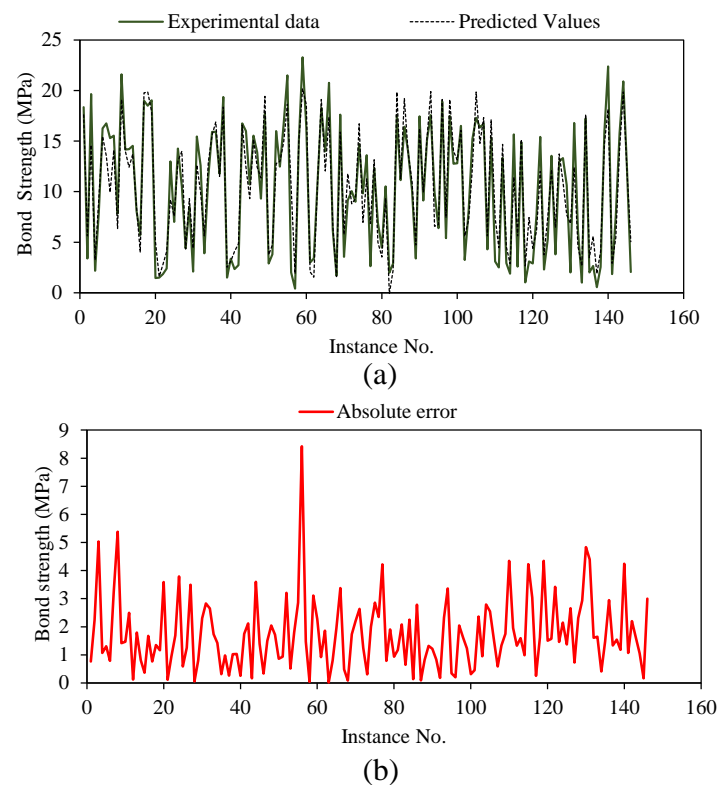 Experimental data Predicted Values
25
20
15
10
5
0
Bond Strength (MPa)
0 20 40 60 80 100 120 140 160
Instance No.
(a)
Absolute error
9
8
7
6
5
4
3
2
1
0
Bond strength (MPa)
0 20 40 60 80 100 120 140 160
Instance No.
(b)